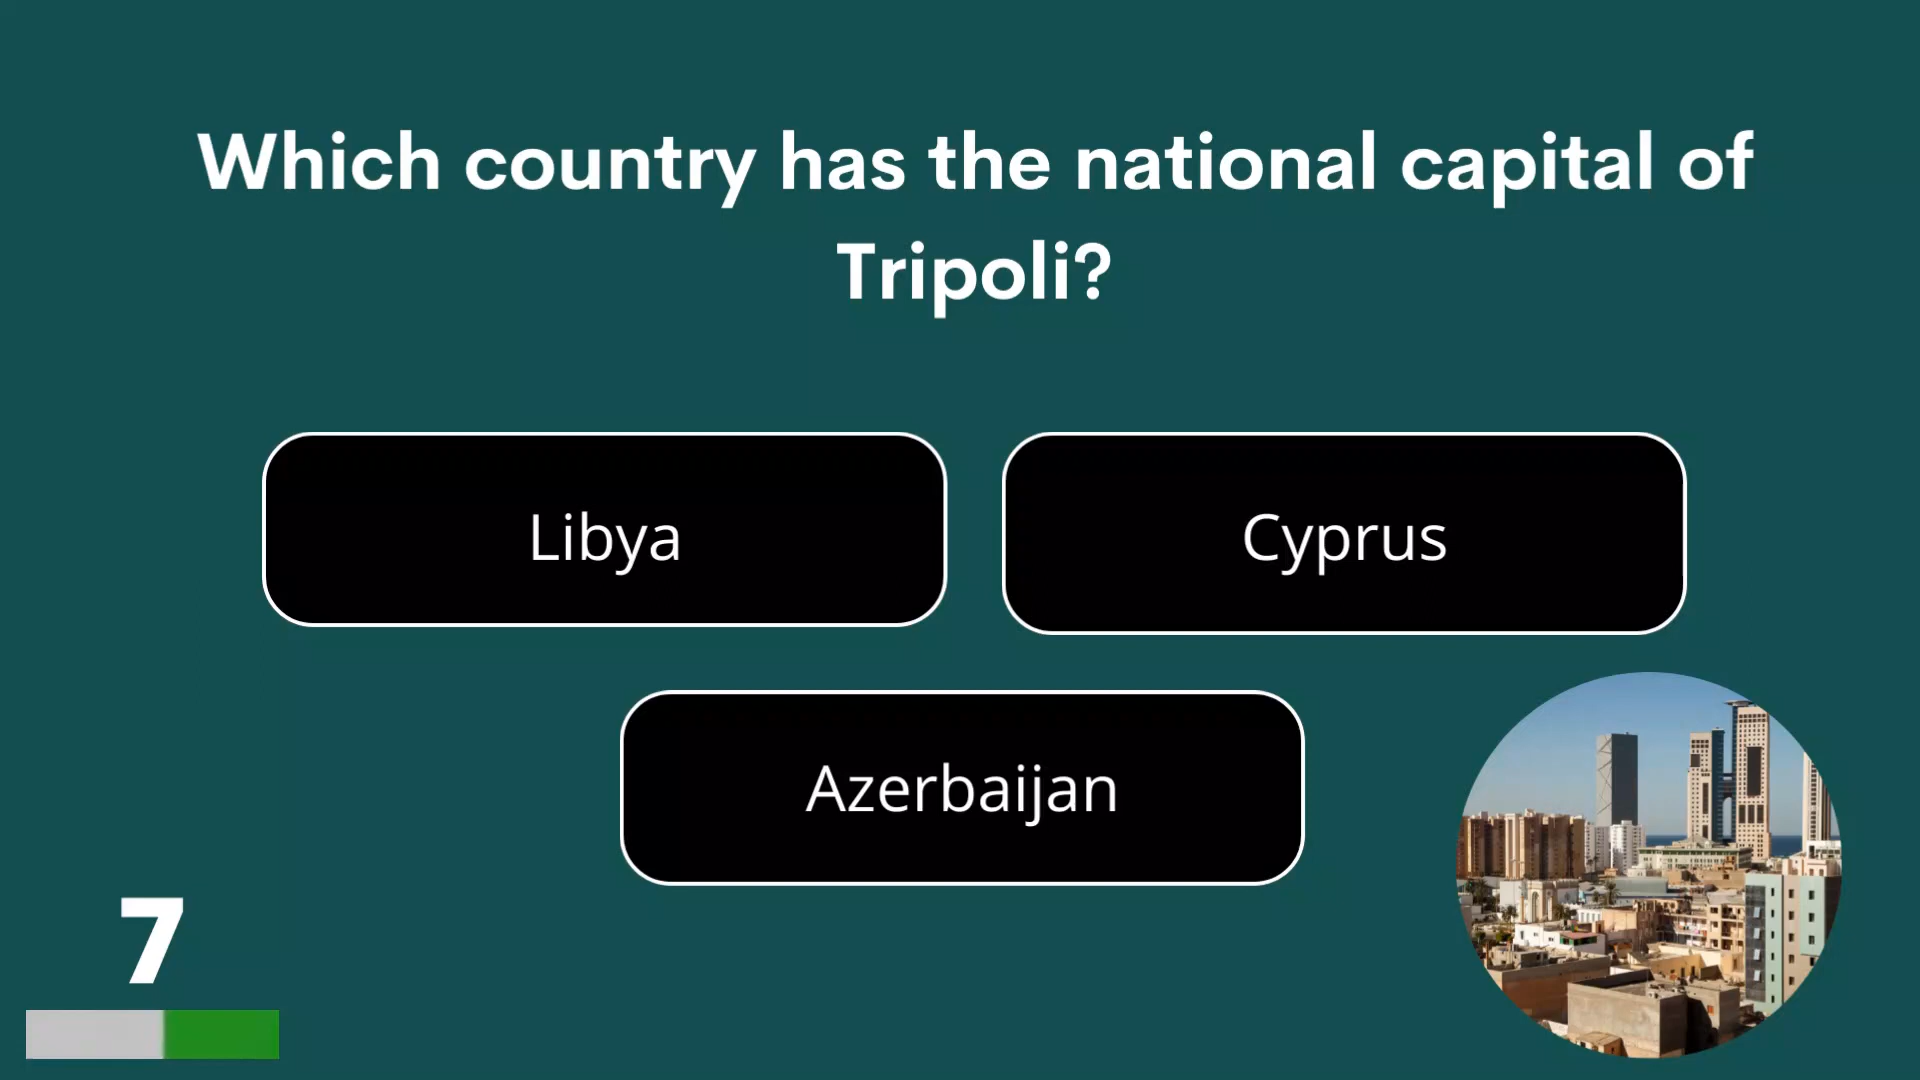 Which country has the national capital of
Tripoli?
Libya
Cyprus
Azerbaijan
7